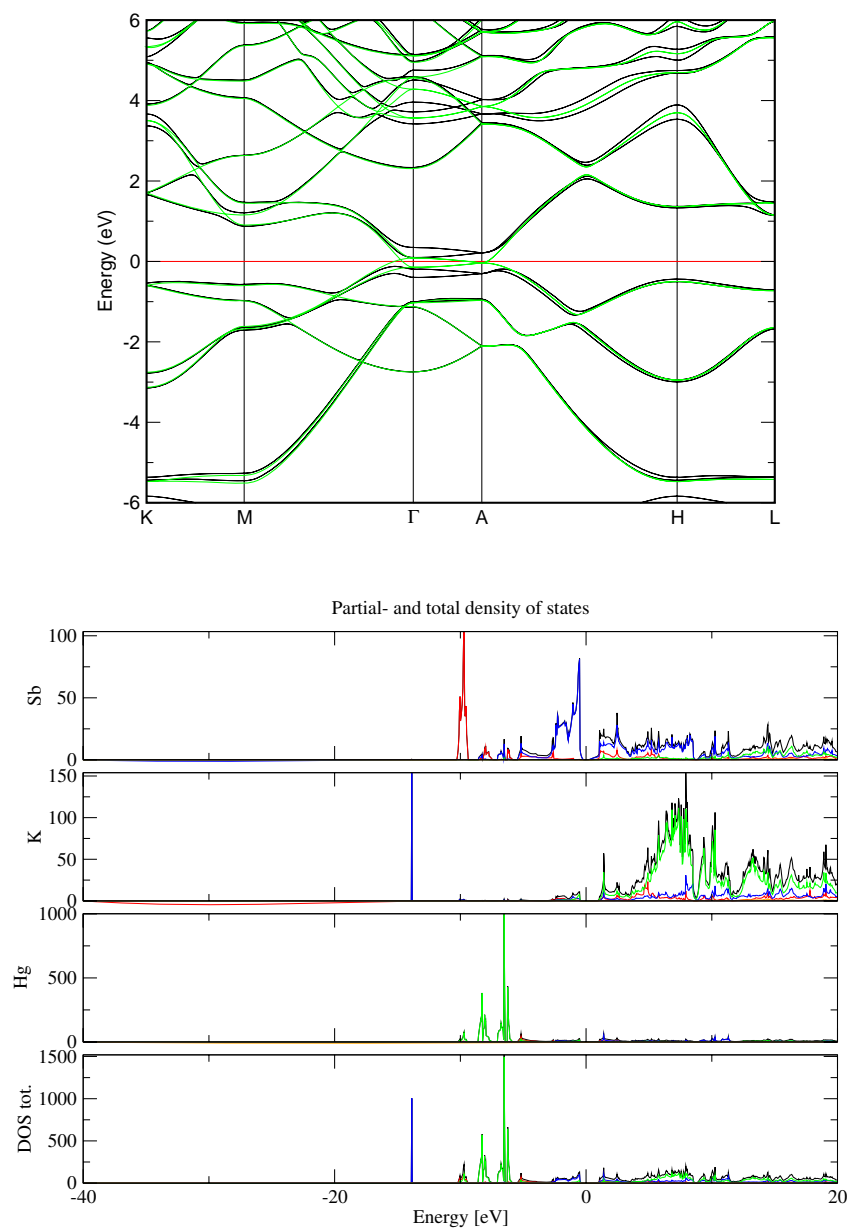 6
4
2
0
-2
-4
-6
Energy (eV)
K M Γ A H L
Partial- and total density of states
100
50
0
Sb
150
100
50
0
K
1000
500
0
Hg
1500
1000
500
0
DOS tot.
-40 -20 0 20
Energy [eV]